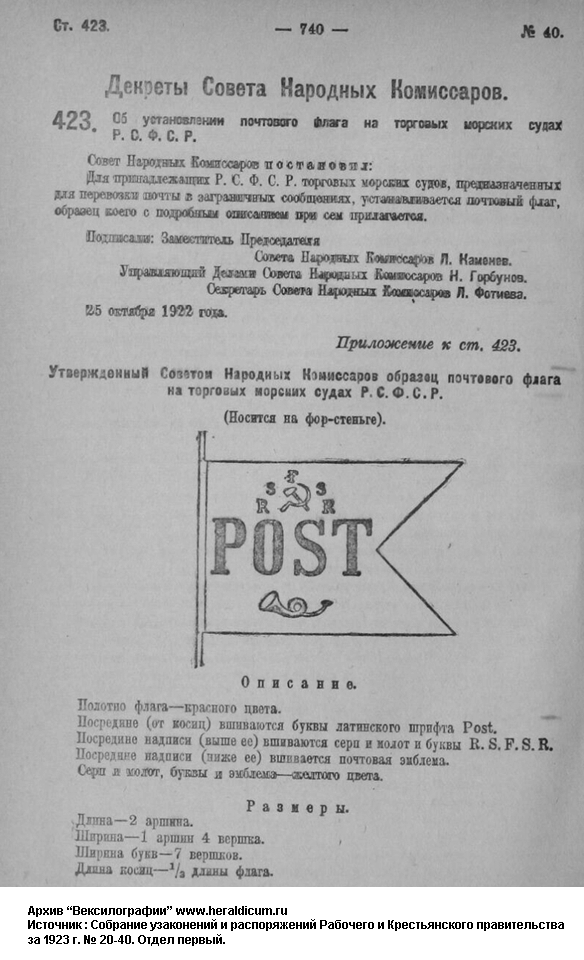 Ст. 423. — 740 — № 40.
Декреты Совета Народных Комиссаров.
423. Об установлении почтового флага на торговых морских судах
Р. С. Ф. С. Р.
Совет Народных Комиссаров постановил:
Для принадлежащих Р. С. Ф. С. Р. торговых морских судов, предназначенных
для перевозки почты в заграничных сообщениях, устанавливается почтовый флаг,
образец коего с подробным описанием при сем прилагается.
Подписали: Заместитель Председателя
Совета Народных Комиссаров Л. Каменев.
Управляющий Делами Совета Народных Комиссаров Н. Горбунов.
Секретарь Совета Народных Комиссаров Л. Фотиева.
25 октября 1922 года.
Приложение к ст. 423.
Утвержденный Советом Народных Комиссаров образец почтового флага
на торговых морских судах Р. С. Ф. С. Р.
(Носится на фор-стеньге).
R S F S R
POST
Описание.
Полотно флага—красного цвета.
Посредине (от косиц) вшиваются буквы латинского шрифта Post.
Посредине надписи (выше ее) вшиваются серп и молот и буквы R. S. F. S. R.
Посредине надписи (ниже ее) вшивается почтовая эмблема.
Серп и молот, буквы и эмблема—желтого цвета.
Размеры.
Длина—2 аршина.
Ширина—1 аршин 4 вершка.
Ширина букв—7 вершков.
Длина косиц—1/3 длины флага.
Архив “Вексилографии” www.heraldicum.ru
Источник : Собрание узаконений и распоряжений Рабочего и Крестьянского правительства
за 1923 г. № 20-40. Отдел первый.